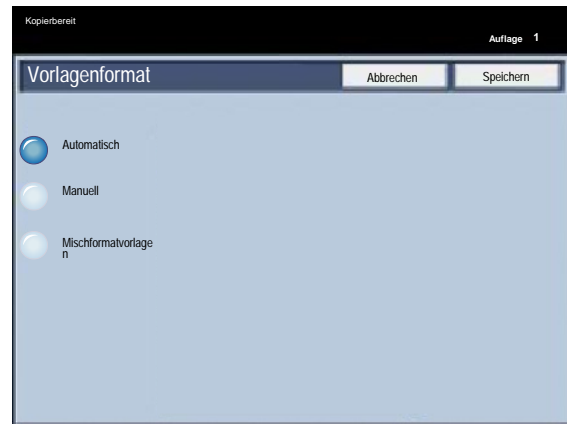 Kopierbereit
Auflage 1
Vorlagenformat
Abbrechen
Speichern
Automatisch
Manuell
Mischformatvorlage
n